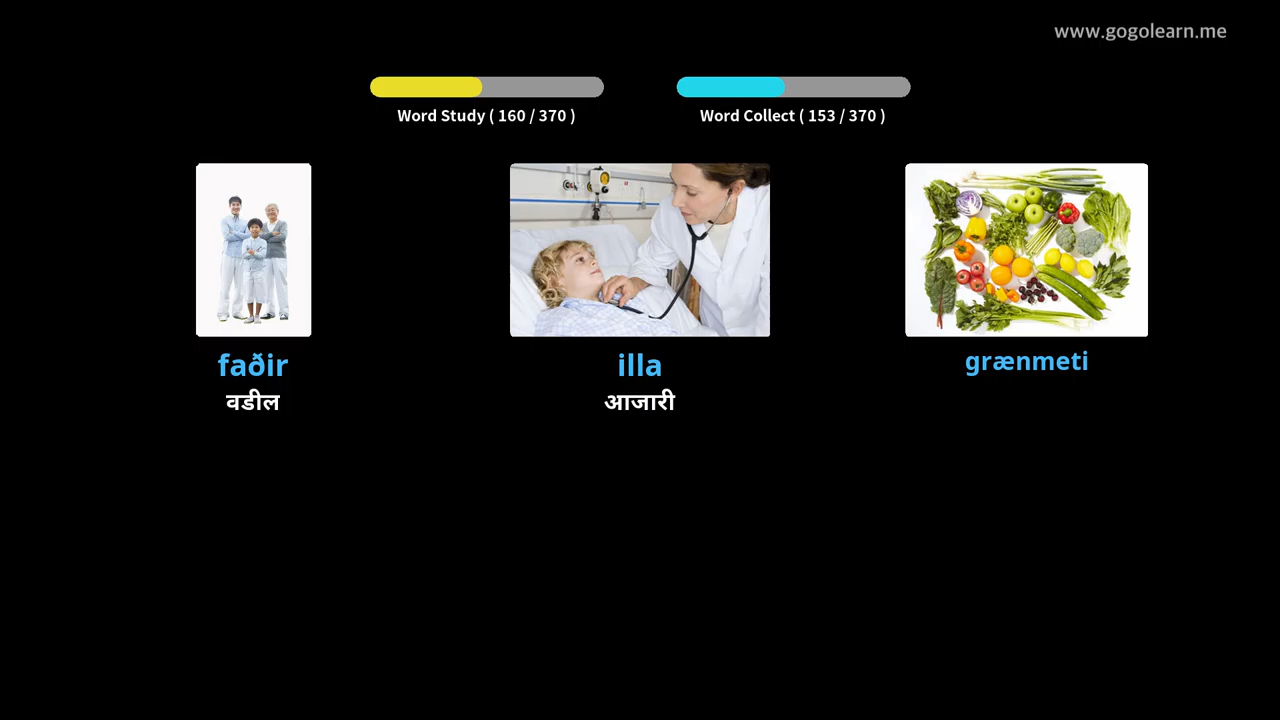 www.gogolearn.me
Word Study ( 160 / 370 )
Word Collect ( 153 / 370 )
faðir
वडील
illa
आजारी
grænmeti